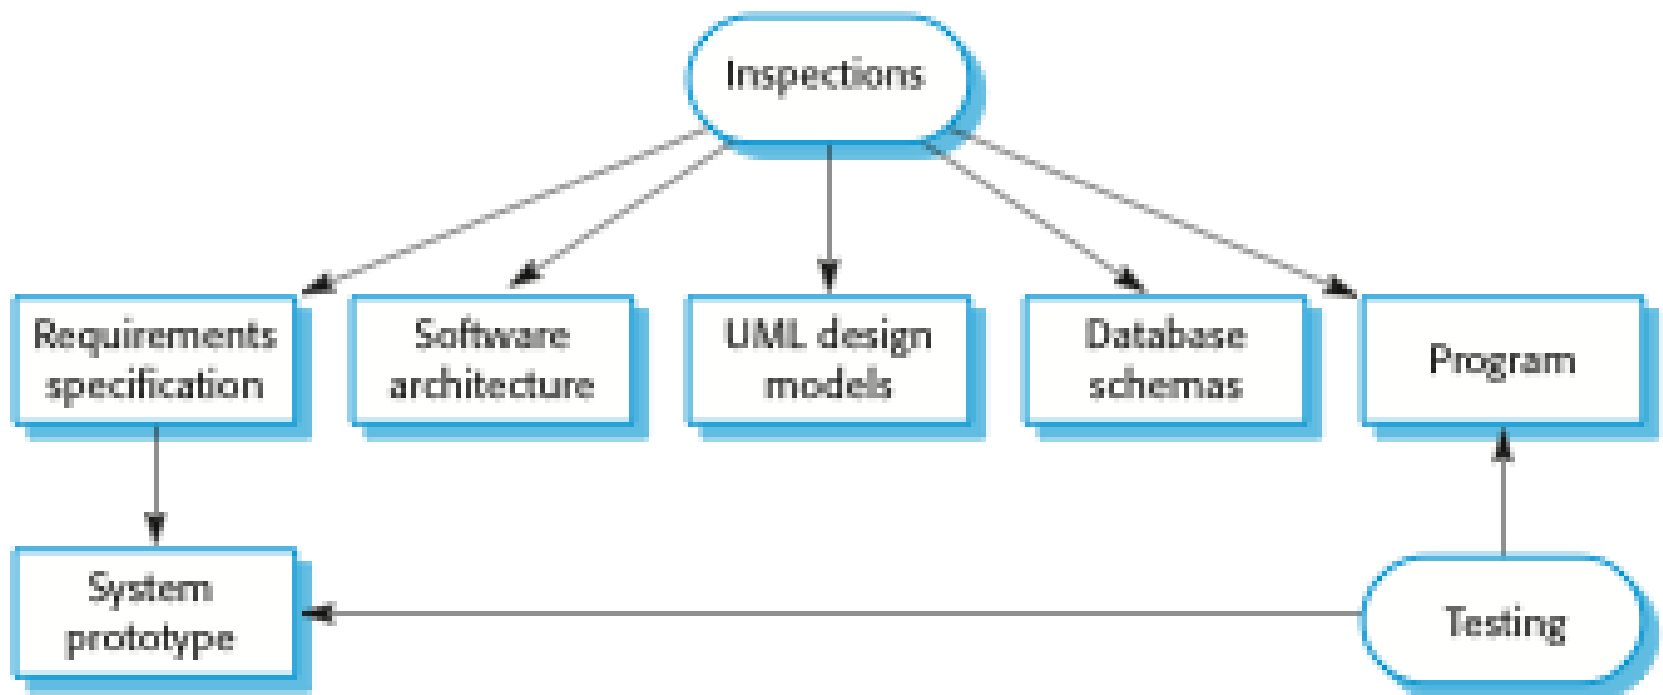 Inspections
Requirements
specification
Software
architecture
UML design
models
Database
schemas
Program
System
prototype
Testing